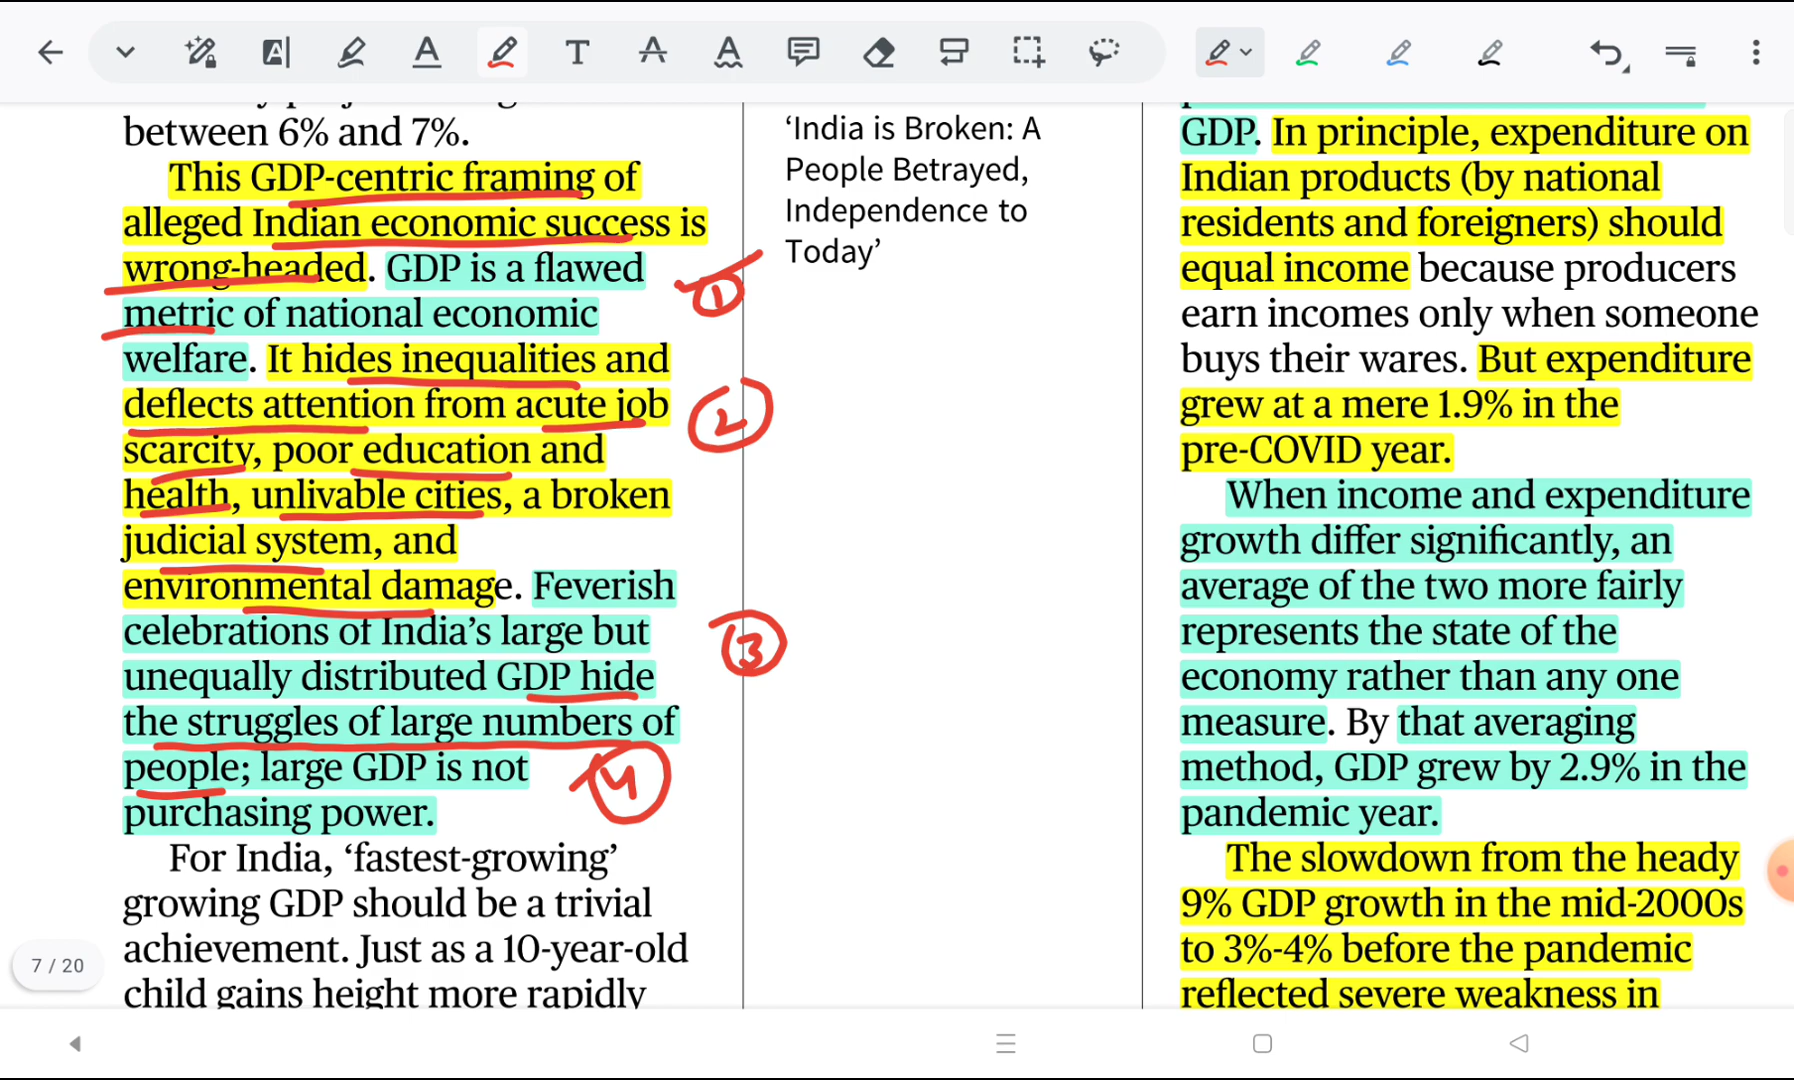 between 6% and 7%.
This GDP-centric framing of
alleged Indian economic success is
wrong-headed. GDP is a flawed
metric of national economic
welfare. It hides inequalities and
deflects attention from acute job
scarcity, poor education and
health, unlivable cities, a broken
judicial system, and
environmental damage. Feverish
celebrations of India’s large but
unequally distributed GDP hide
the struggles of large numbers of
people; large GDP is not
purchasing power.
For India, ‘fastest-growing’
growing GDP should be a trivial
achievement. Just as a 10-year-old
child gains height more rapidly
1
2
3
4
‘India is Broken: A
People Betrayed,
Independence to
Today’
GDP. In principle, expenditure on
Indian products (by national
residents and foreigners) should
equal income because producers
earn incomes only when someone
buys their wares. But expenditure
grew at a mere 1.9% in the
pre-COVID year.
When income and expenditure
growth differ significantly, an
average of the two more fairly
represents the state of the
economy rather than any one
measure. By that averaging
method, GDP grew by 2.9% in the
pandemic year.
The slowdown from the heady
9% GDP growth in the mid-2000s
to 3%-4% before the pandemic
reflected severe weakness in
7 / 20